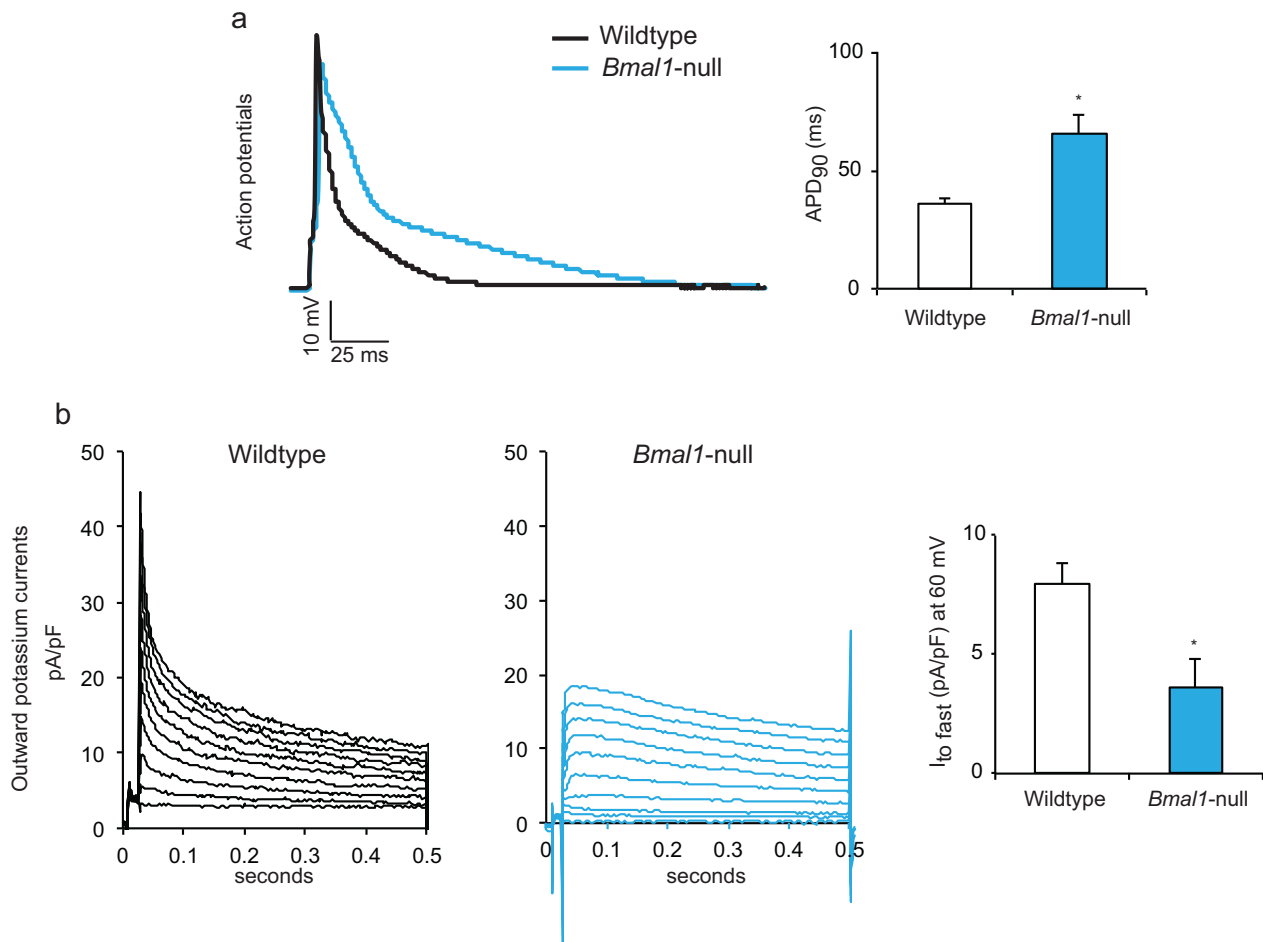 a
Wildtype
Bmal1-null
Action potentials
10 mV
25 ms
APD90 (ms)
100
50
0
*
Wildtype
Bmal1-null
b
Wildtype
Outward potassium currents
pA/pF
50
40
30
20
10
0
0 0.1 0.2 0.3 0.4 0.5
seconds
Bmal1-null
50
40
30
20
10
0
0 0.1 0.2 0.3 0.4 0.5
seconds
Ito fast (pA/pF) at 60 mV
10
5
0
*
Wildtype
Bmal1-null